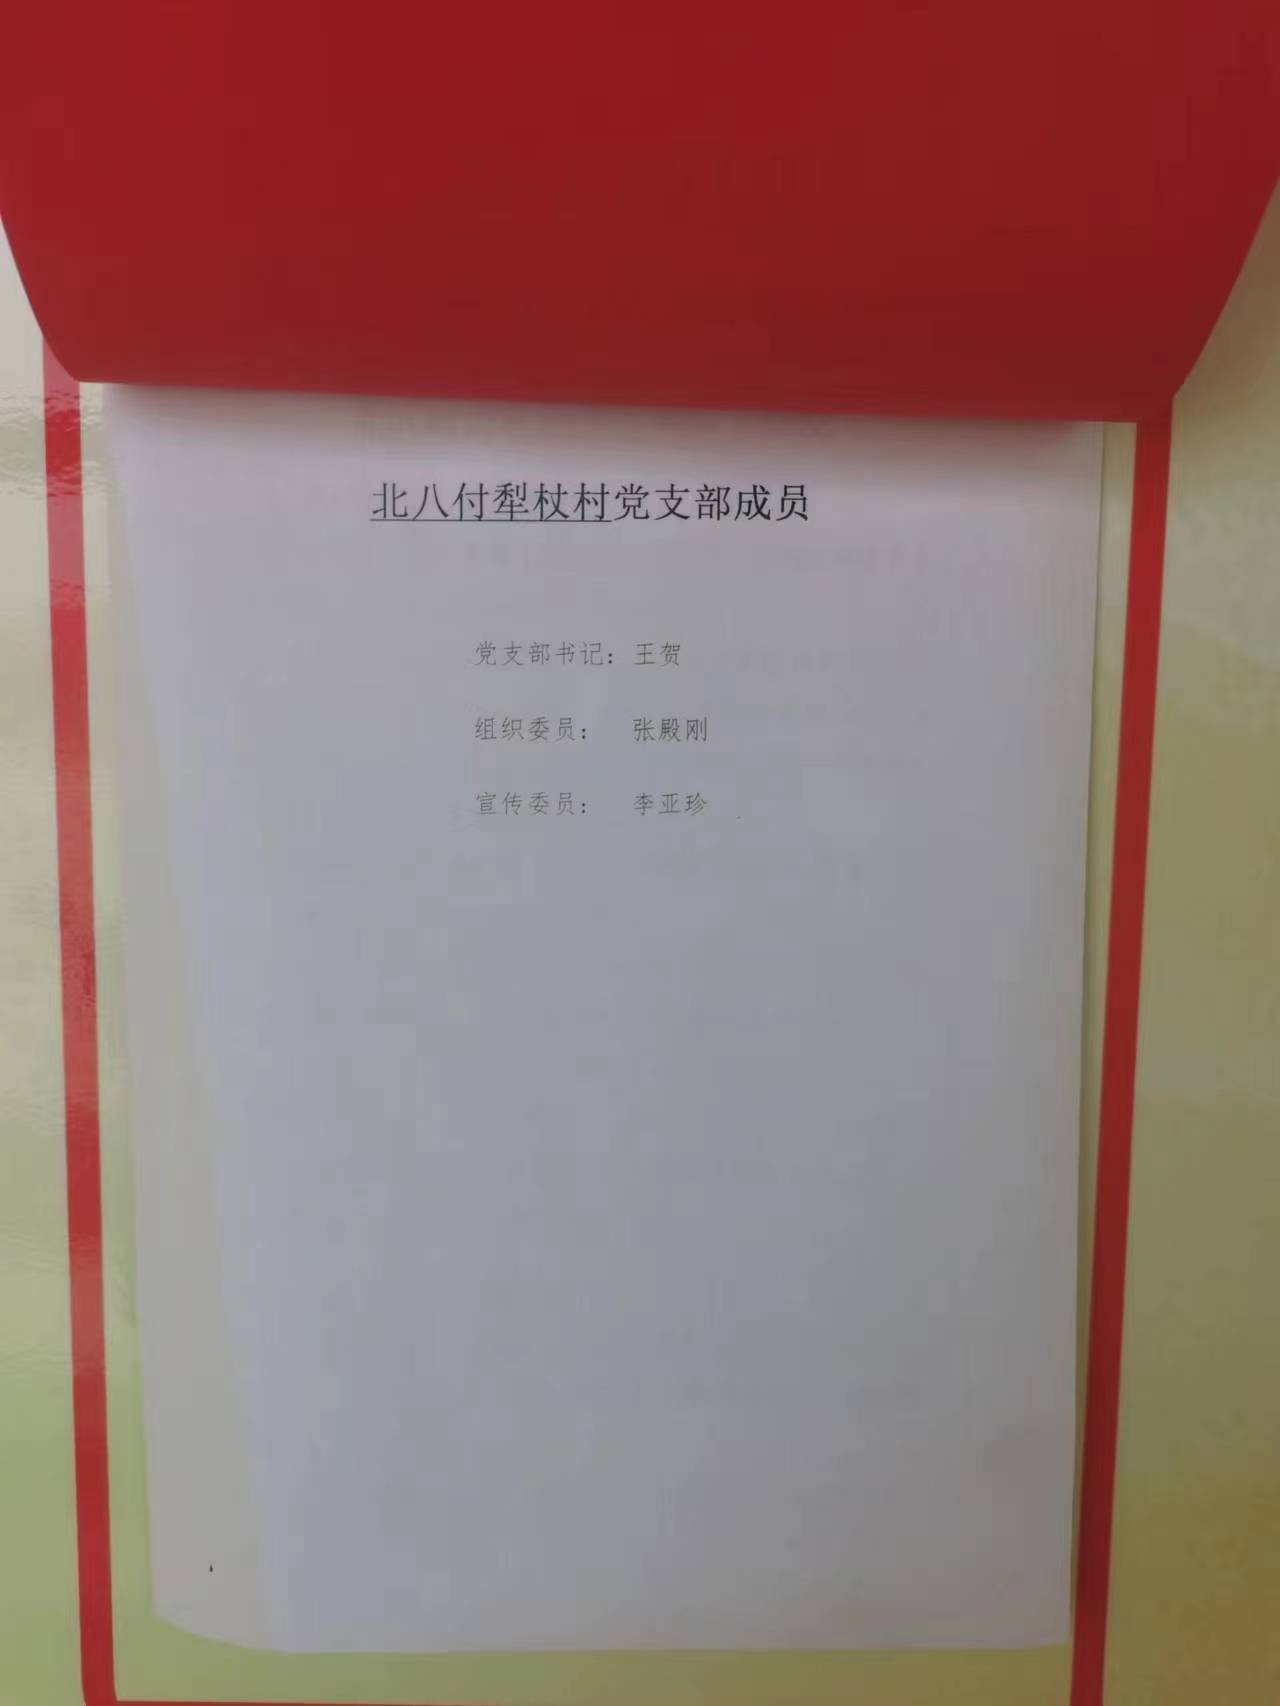 北八付犁杖村党支部成员
党支部书记：王贺
组织委员： 张殿刚
宣传委员： 李亚珍